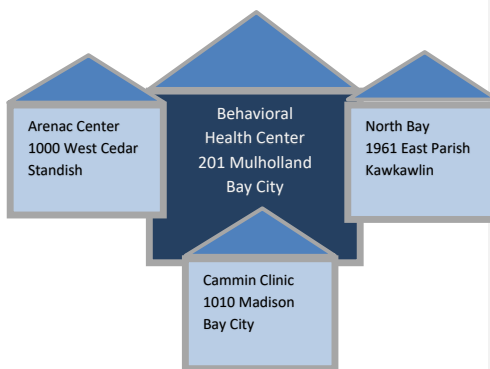 Arenac Center
1000 West Cedar
Standish
Behavioral
Health Center
201 Mulholland
Bay City
North Bay
1961 East Parish
Kawkawlin
Cammin Clinic
1010 Madison
Bay City